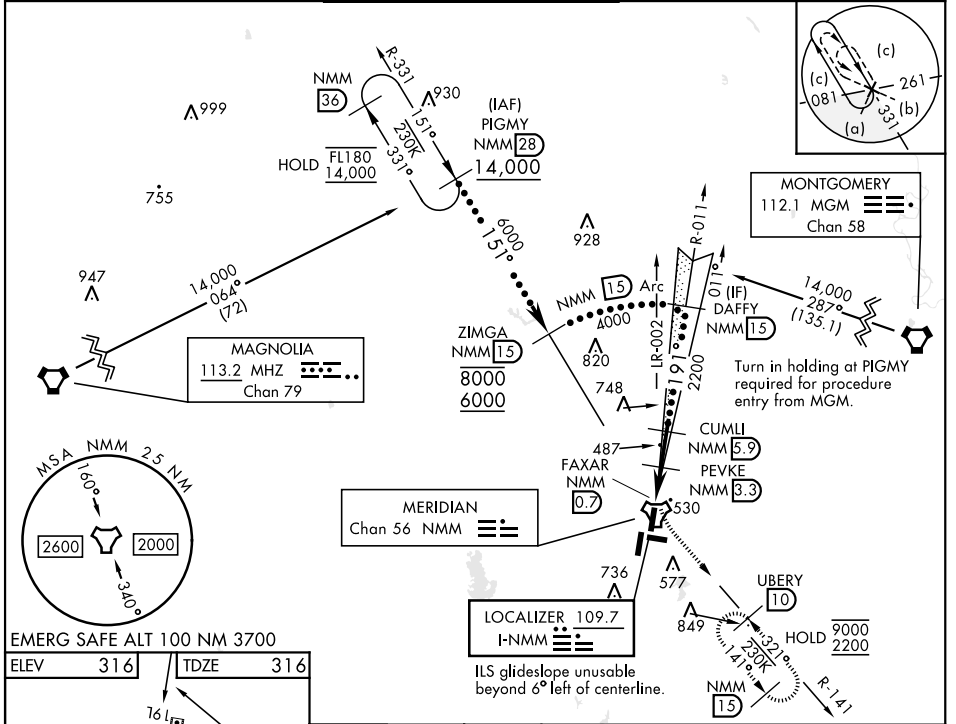 NMM
36
R-331
151°
230K
331°
HOLD
FL180
14,000
930
999
755
947
(IAF)
PIGMY
NMM 28
14,000
(c)
(c)
261
081
(b)
331
(a)
MONTGOMERY
112.1 MGM
Chan 58
928
6000
151°
R-011
011°
14,000
064°
(72)
NMM 15 Arc
4000
(IF)
DAFFY
NMM 15
14,000
287°
(135.1)
ZIMGA
NMM 15
8000
6000
820
LR-002
191°
2200
748
Turn in holding at PIGMY
required for procedure
entry from MGM.
MAGNOLIA
113.2 MHZ
Chan 79
487
CUMLI
NMM 5.9
FAXAR
NMM
0.7
PEVKE
NMM 3.3
530
MSA NMM 25 NM
160°
2600
2000
340°
MERIDIAN
Chan 56 NMM
736
577
UBERY
10
849
HOLD
9000
2200
321°
230K
141°
R-141
NMM
15
LOCALIZER 109.7
I-NMM
ILS glideslope unusable
beyond 6° left of centerline.
EMERG SAFE ALT 100 NM 3700
ELEV 316
TDZE 316
19L